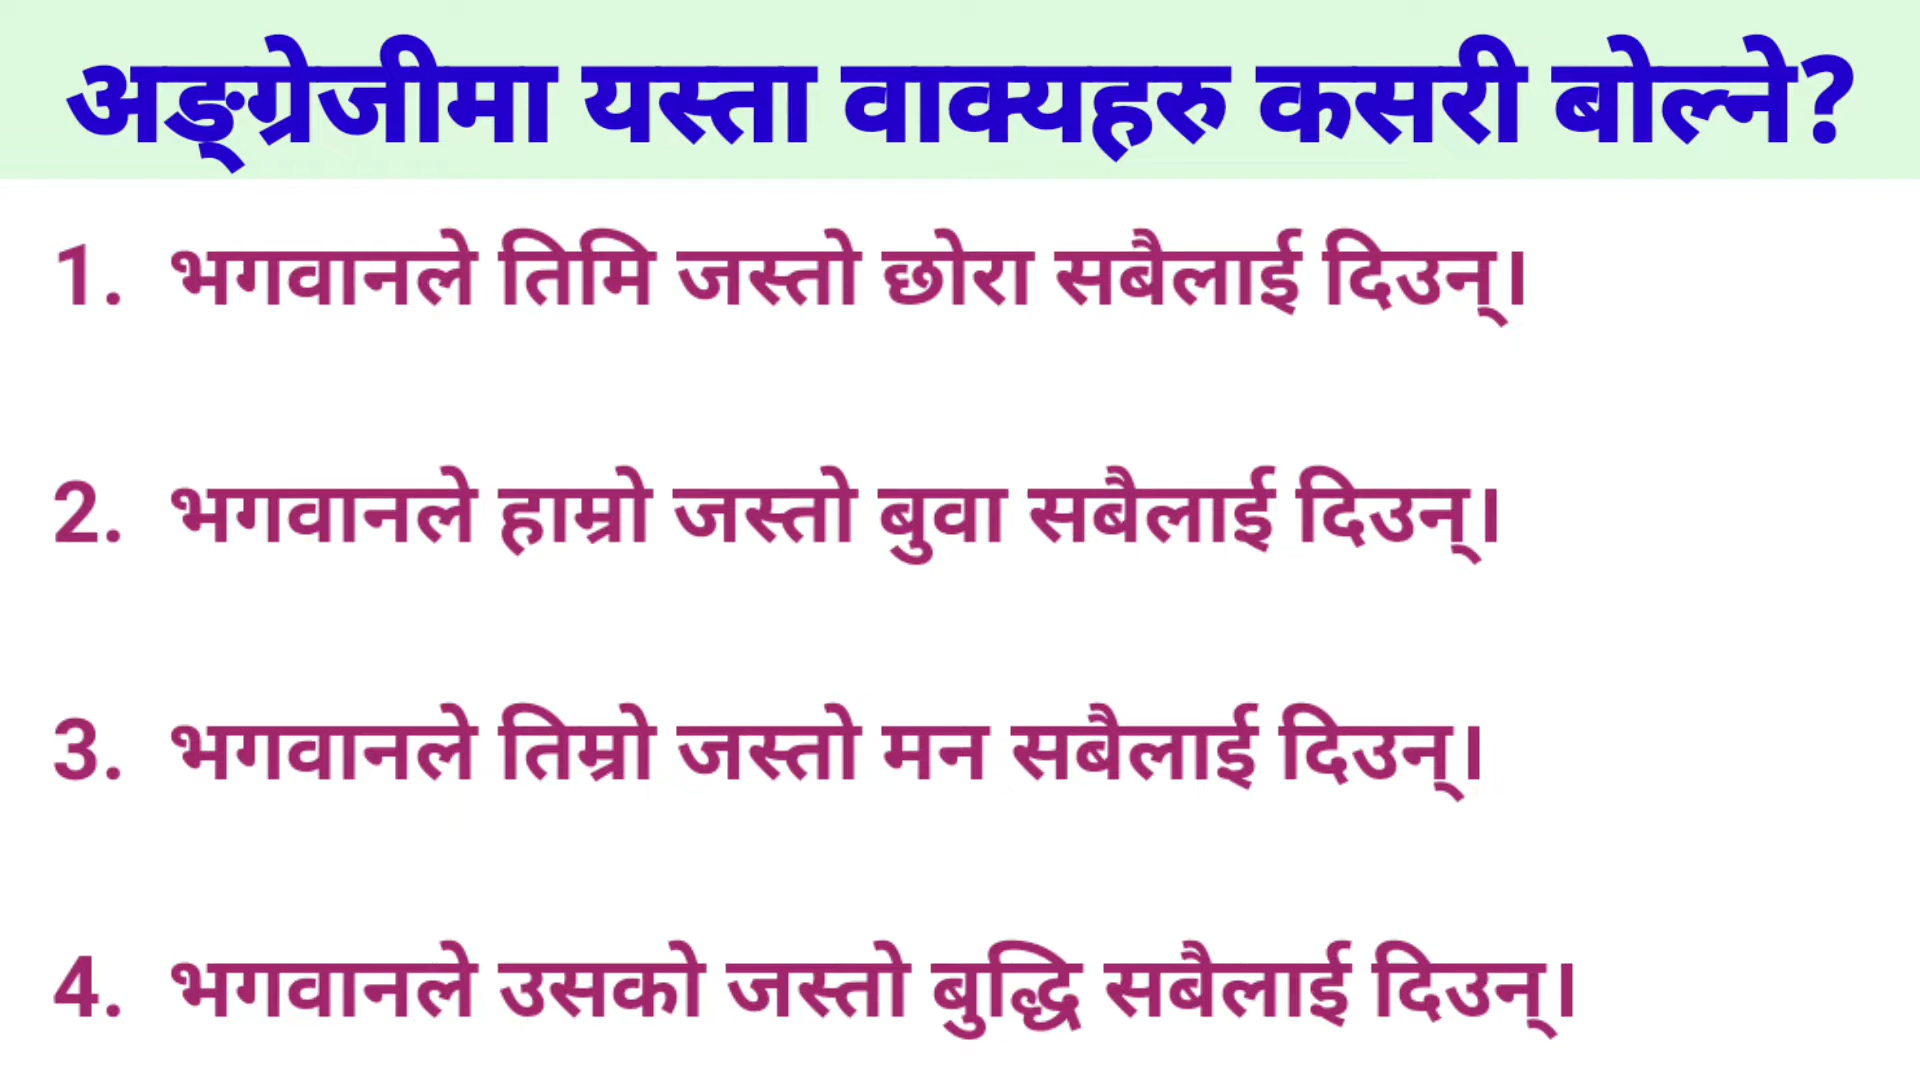 अङ्ग्रेजीमा यस्ता वाक्यहरु कसरी बोल्ने?
1. भगवानले तिमि जस्तो छोरा सबैलाई दिउन्।
2. भगवानले हाम्रो जस्तो बुवा सबैलाई दिउन्।
3. भगवानले तिम्रो जस्तो मन सबैलाई दिउन्।
4. भगवानले उसको जस्तो बुद्धि सबैलाई दिउन्।